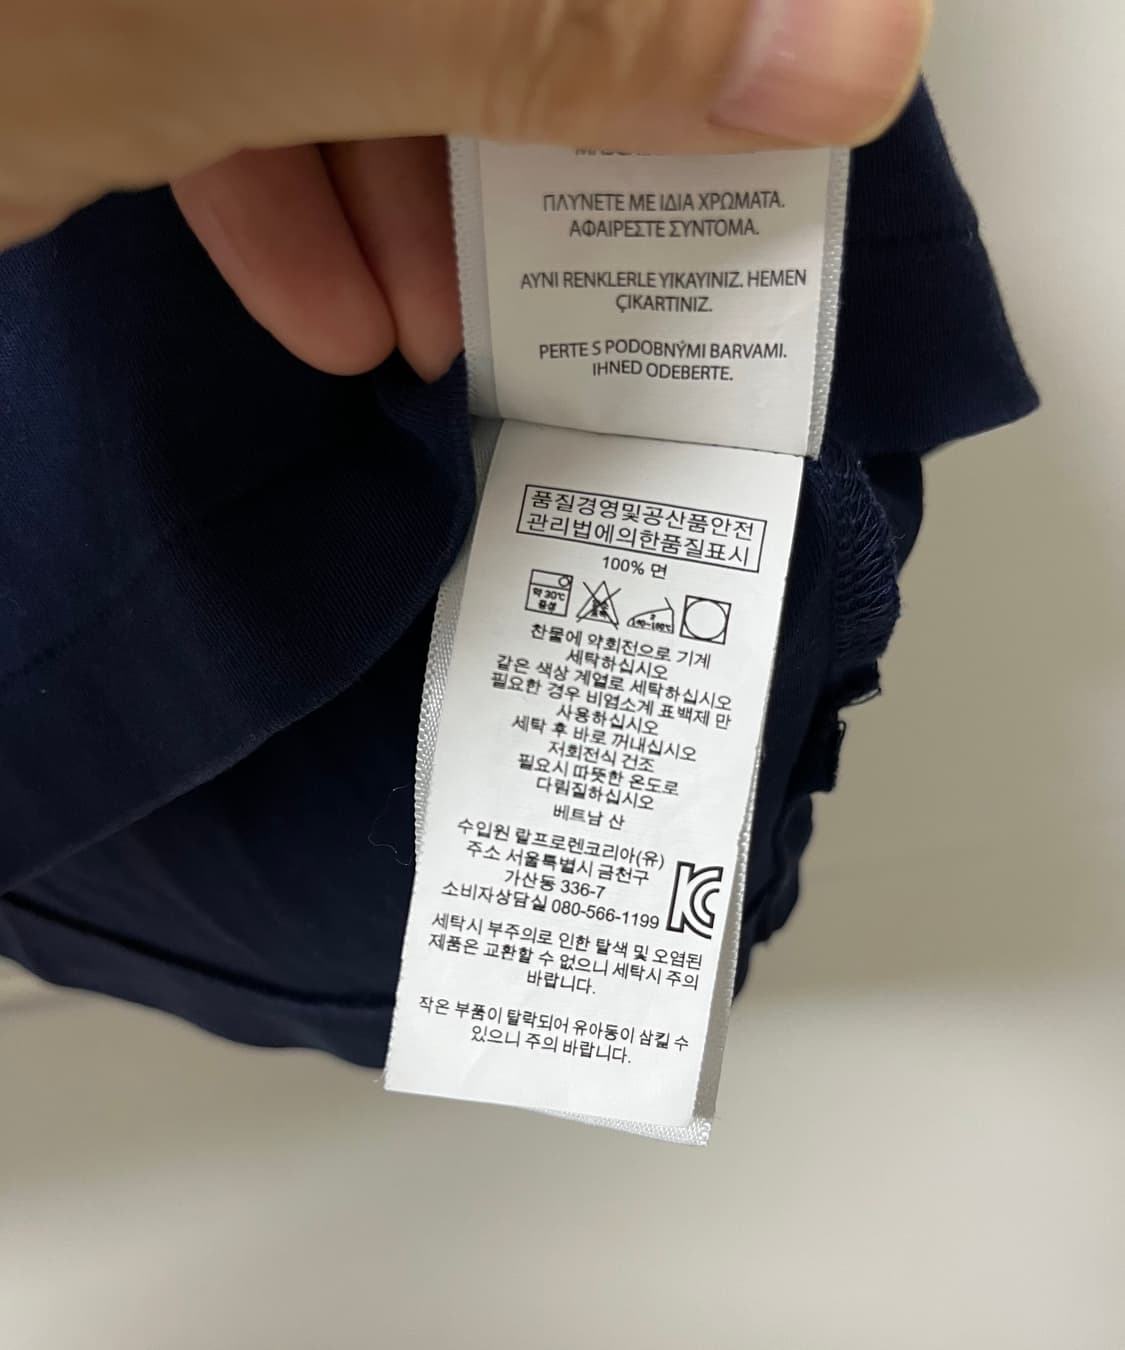 ΠΛΥΝΕΤΕ ΜΕ ΙΔΙΑ ΧΡΩΜΑΤΑ.
ΑΦΑΙΡΕΣΤΕ ΣΥΝΤΟΜΑ.
AYNI RENKLERLE YIKAYINIZ. HEMEN
ÇIKARTINIZ.
PERTE S PODOBNÝMI BARVAMI.
IHNED ODEBERTE.
품질경영및공산품안전
관리법에의한품질표시
100% 면
약 30℃
중성
찬물에 약회전으로 기계
세탁하십시오
같은 색상 계열로 세탁하십시오
필요한 경우 비염소계 표백제 만
사용하십시오
세탁 후 바로 꺼내십시오
저회전식 건조
필요시 따뜻한 온도로
다림질하십시오
베트남 산
수입원 랄프로렌코리아(유)
주소 서울특별시 금천구
가산동 336-7
소비자상담실 080-566-1199
세탁시 부주의로 인한 탈색 및 오염된
제품은 교환할 수 없으니 세탁시 주의
바랍니다.
작은 부품이 탈락되어 유아동이 삼킬 수
있으니 주의 바랍니다.